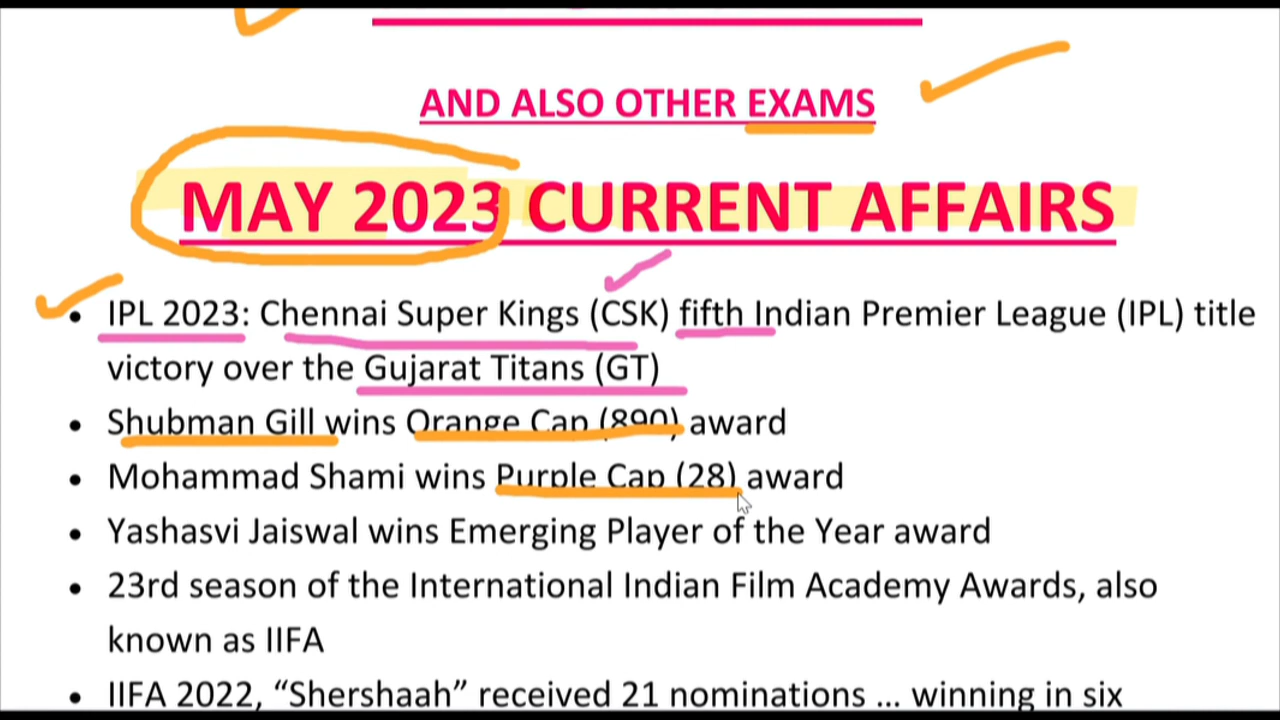 AND ALSO OTHER EXAMS
MAY 2023 CURRENT AFFAIRS
• IPL 2023: Chennai Super Kings (CSK) fifth Indian Premier League (IPL) title
victory over the Gujarat Titans (GT)
• Shubman Gill wins Orange Cap (890) award
• Mohammad Shami wins Purple Cap (28) award
• Yashasvi Jaiswal wins Emerging Player of the Year award
• 23rd season of the International Indian Film Academy Awards, also
known as IIFA
• IIFA 2022, “Shershaah” received 21 nominations ... winning in six